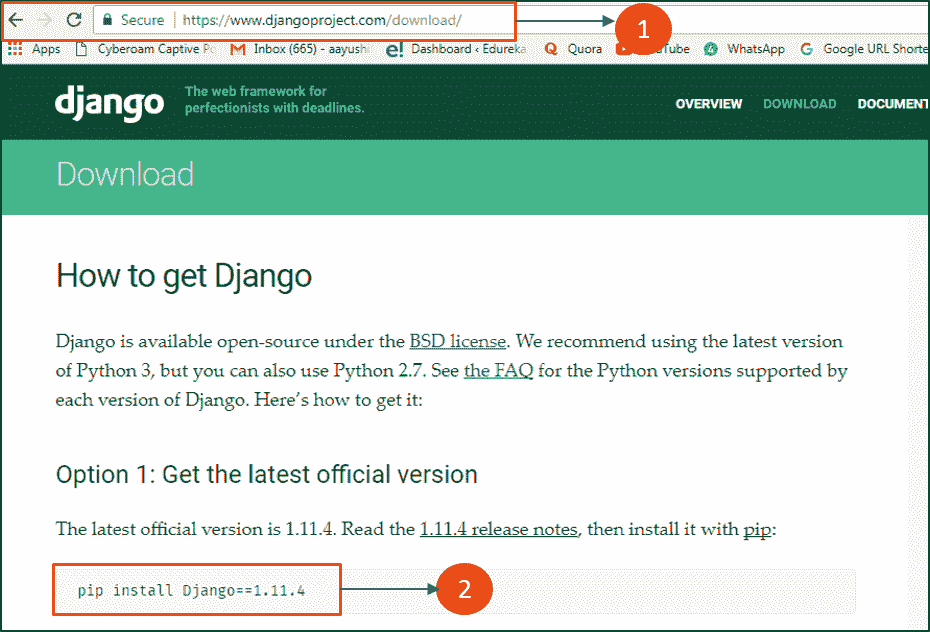 Secure https://www.djangoproject.com/download/
1
Apps Cyberoam Captive Po Inbox (665) - aayushi Dashboard ‹ Edureka Quora Tube WhatsApp Google URL Shorte
django
The web framework for
perfectionists with deadlines.
OVERVIEW DOWNLOAD DOCUMENT
Download
How to get Django
Django is available open-source under the BSD license. We recommend using the latest version
of Python 3, but you can also use Python 2.7. See the FAQ for the Python versions supported by
each version of Django. Here’s how to get it:
Option 1: Get the latest official version
The latest official version is 1.11.4. Read the 1.11.4 release notes, then install it with pip:
pip install Django==1.11.4
2